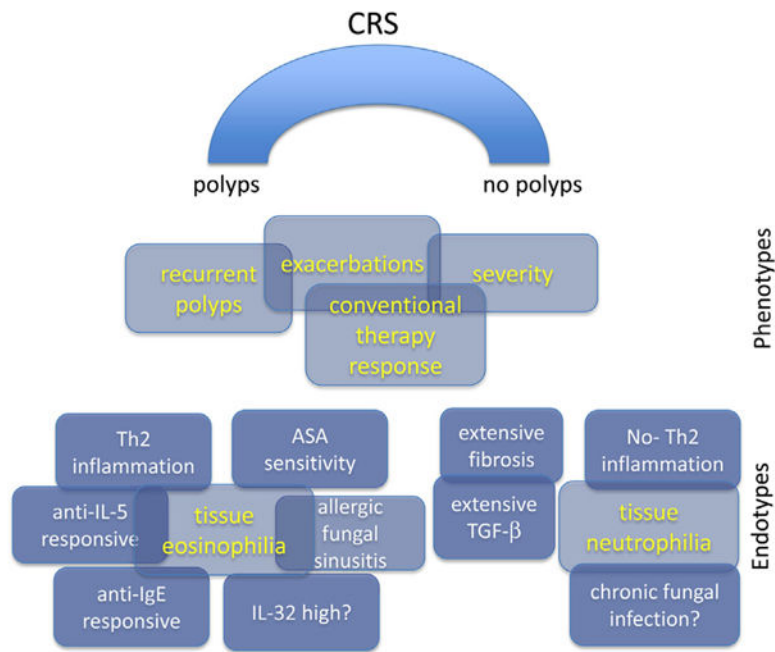 CRS
polyps
no polyps
recurrent
polyps
exacerbations
severity
conventional
therapy
response
Phenotypes
Th2
inflammation
ASA
sensitivity
extensive
fibrosis
No- Th2
inflammation
anti-IL-5
responsive
tissue
eosinophilia
allergic
fungal
sinusitis
extensive
TGF-β
tissue
neutrophilia
anti-IgE
responsive
IL-32 high?
chronic fungal
infection?
Endotypes